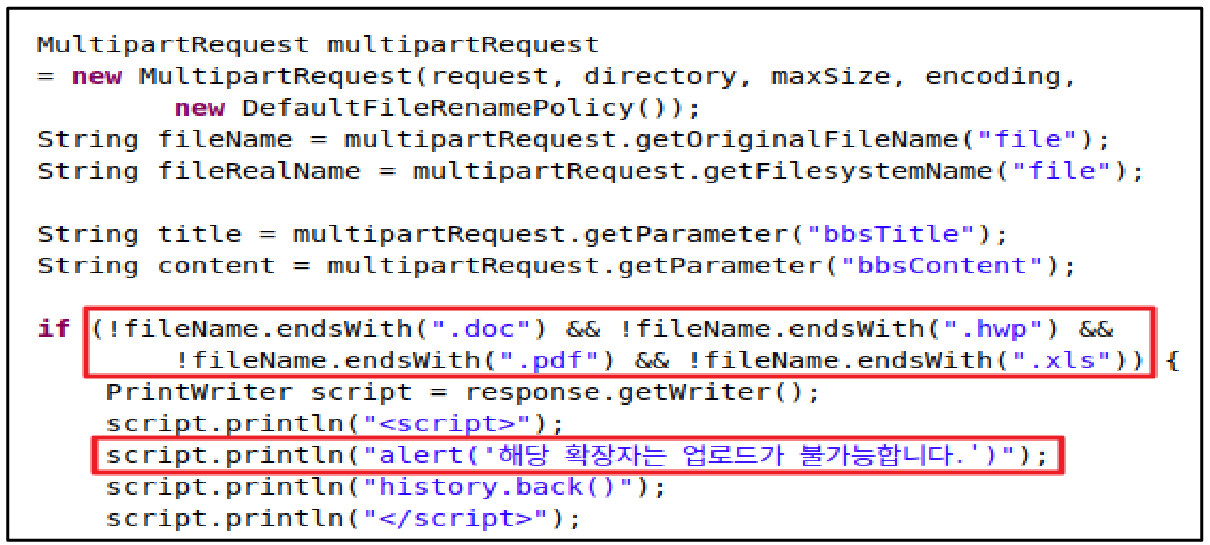 MultipartRequest multipartRequest
= new MultipartRequest(request, directory, maxSize, encoding,
new DefaultFileRenamePolicy());
String fileName = multipartRequest.getOriginalFileName("file");
String fileRealName = multipartRequest.getFilesystemName("file");
String title = multipartRequest.getParameter("bbsTitle");
String content = multipartRequest.getParameter("bbsContent");
if (!fileName.endsWith(".doc") && !fileName.endsWith(".hwp") &&
!fileName.endsWith(".pdf") && !fileName.endsWith(".xls")) {
PrintWriter script = response.getWriter();
script.println("<script>");
script.println("alert('해당 확장자는 업로드가 불가능합니다.')");
script.println("history.back()");
script.println("</script>");